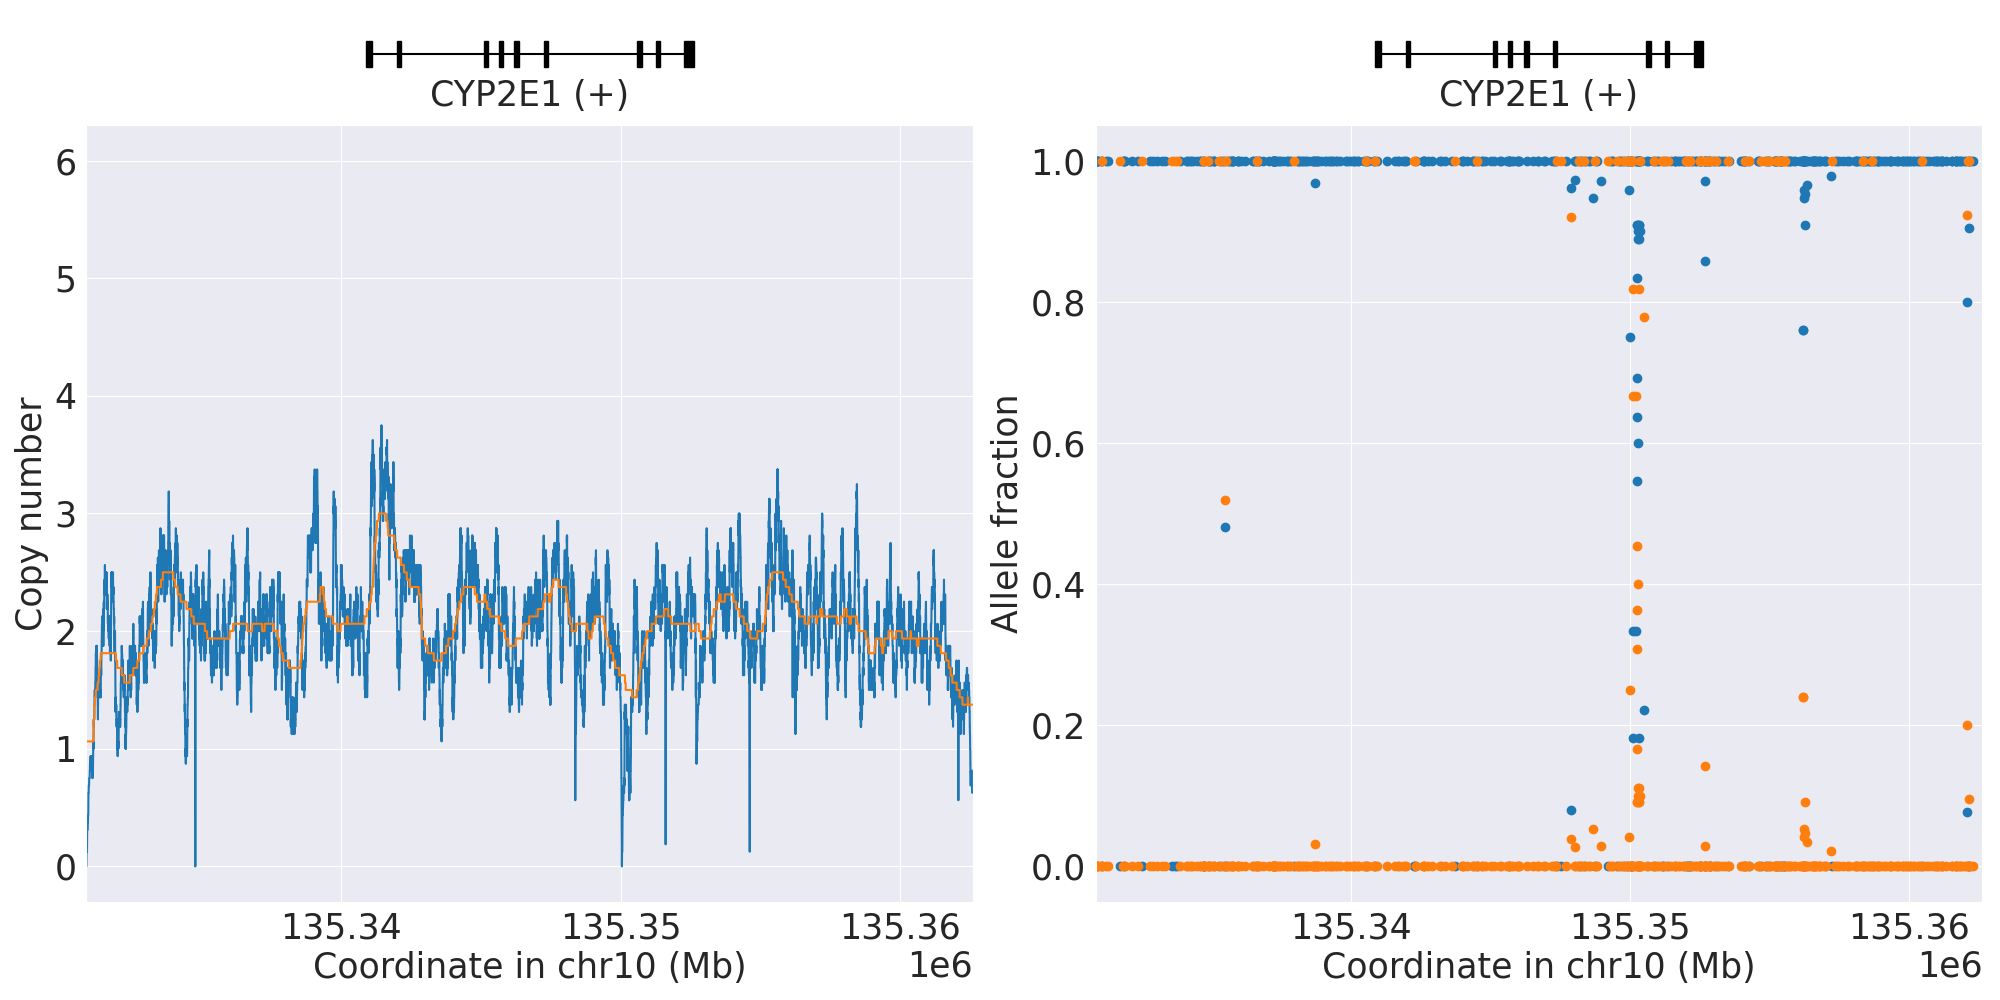 CYP2E1 (+)
6
5
4
3
2
1
0
Copy number
135.34
135.35
135.36
Coordinate in chr10 (Mb)
1e6
CYP2E1 (+)
1.0
0.8
0.6
0.4
0.2
0.0
Allele fraction
135.34
135.35
135.36
Coordinate in chr10 (Mb)
1e6